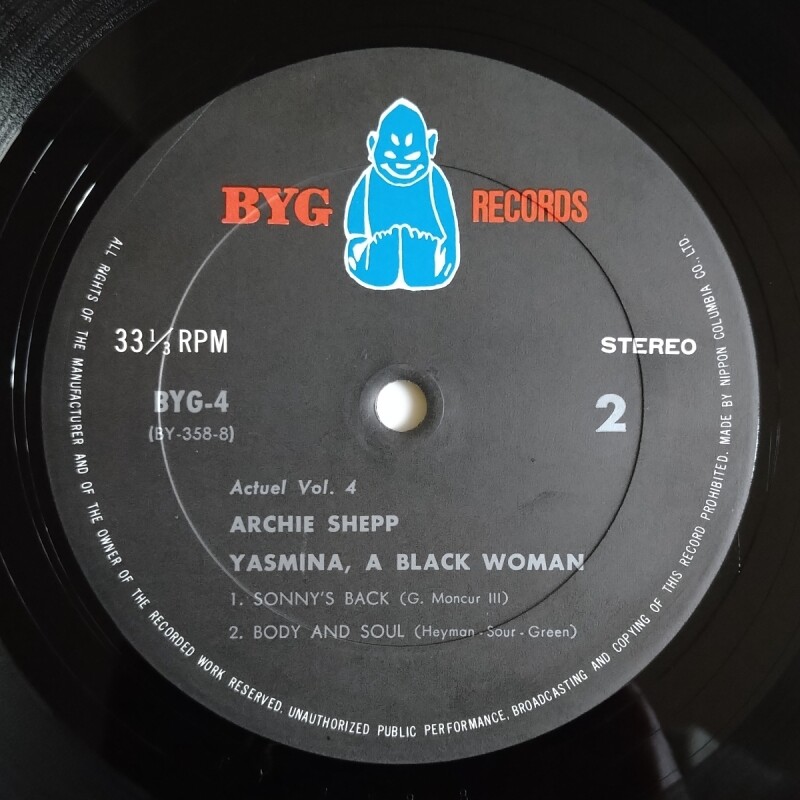 BYG RECORDS
33 1/3 RPM
STEREO
BYG-4
2
(BY-358-8)
Actuel Vol. 4
ARCHIE SHEPP
YASMINA, A BLACK WOMAN
1. SONNY'S BACK (G. Moncur III)
2. BODY AND SOUL (Heyman - Sour - Green)
ALL RIGHTS OF THE MANUFACTURER AND OF THE OWNER OF THE RECORDED WORK RESERVED. UNAUTHORIZED PUBLIC PERFORMANCE, BROADCASTING AND COPYING OF THIS RECORD PROHIBITED. MADE BY NIPPON COLUMBIA CO., LTD.